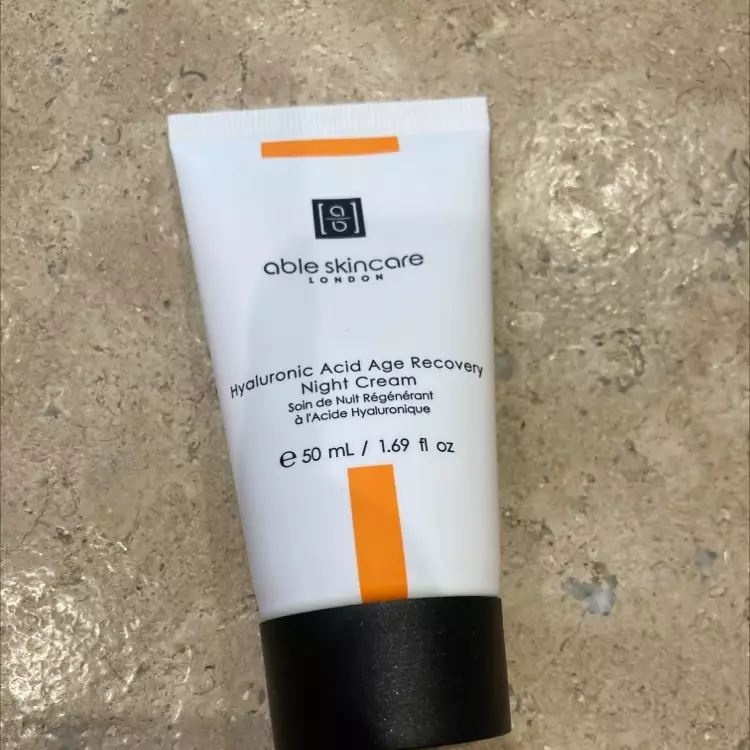 [a
b]
able skincare
LONDON
Hyaluronic Acid Age Recovery
Night Cream
Soin de Nuit Régénérant
à l'Acide Hyaluronique
e 50 mL / 1.69 fl oz